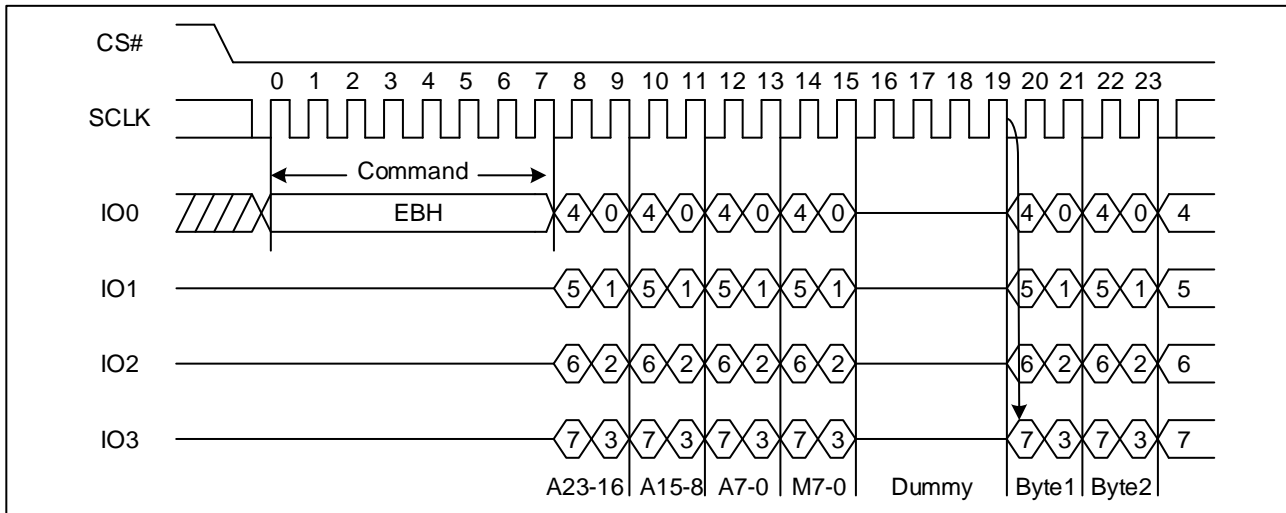 CS#
0 1 2 3 4 5 6 7 8 9 10 11 12 13 14 15 16 17 18 19 20 21 22 23
SCLK
Command
IO0 EBH 4 0 4 0 4 0 4 0 4 0 4 0 4
IO1 5 1 5 1 5 1 5 1 5 1 5 1 5
IO2 6 2 6 2 6 2 6 2 6 2 6 2 6
IO3 7 3 7 3 7 3 7 3 7 3 7 3 7
A23-16 A15-8 A7-0 M7-0 Dummy Byte1 Byte2